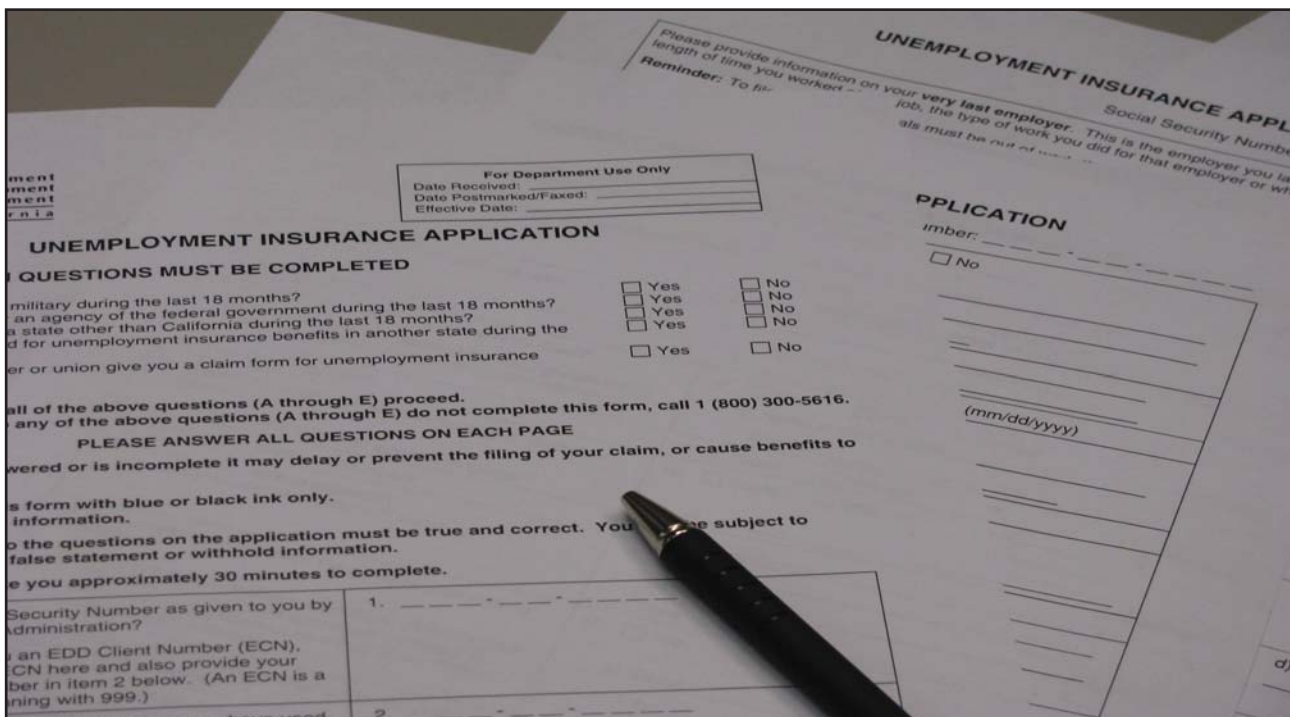 UNEMPLOYMENT INSURANCE APPL
Social Security Numbe
Please provide information on your very last employer. This is the employer you la
length of time you worked job, the type of work you did for that employer or wh
Reminder: To als must be out of
ment
ment
ment
rnia
For Department Use Only
Date Received:
Date Postmarked/Faxed:
Effective Date:
UNEMPLOYMENT INSURANCE APPLICATION
QUESTIONS MUST BE COMPLETED
military during the last 18 months? Yes No
an agency of the federal government during the last 18 months? Yes No
a state other than California during the last 18 months? Yes No
d for unemployment insurance benefits in another state during the Yes No
er or union give you a claim form for unemployment insurance Yes No
all of the above questions (A through E) proceed.
any of the above questions (A through E) do not complete this form, call 1 (800) 300-5616.
PLEASE ANSWER ALL QUESTIONS ON EACH PAGE
wered or is incomplete it may delay or prevent the filing of your claim, or cause benefits to
s form with blue or black ink only.
information.
o the questions on the application must be true and correct. You be subject to
false statement or withhold information.
e you approximately 30 minutes to complete.
Security Number as given to you by
Administration?
1. _ _ _ - _ _ - _ _ _ _
an EDD Client Number (ECN),
ECN here and also provide your
ber in item 2 below. (An ECN is a
ning with 999.)
2. _ _ _ - _ _ - _ _ _ _
PPLICATION
umber: _ _ _ - _ _ - _ _ _ _
No
(mm/dd/yyyy)
d)